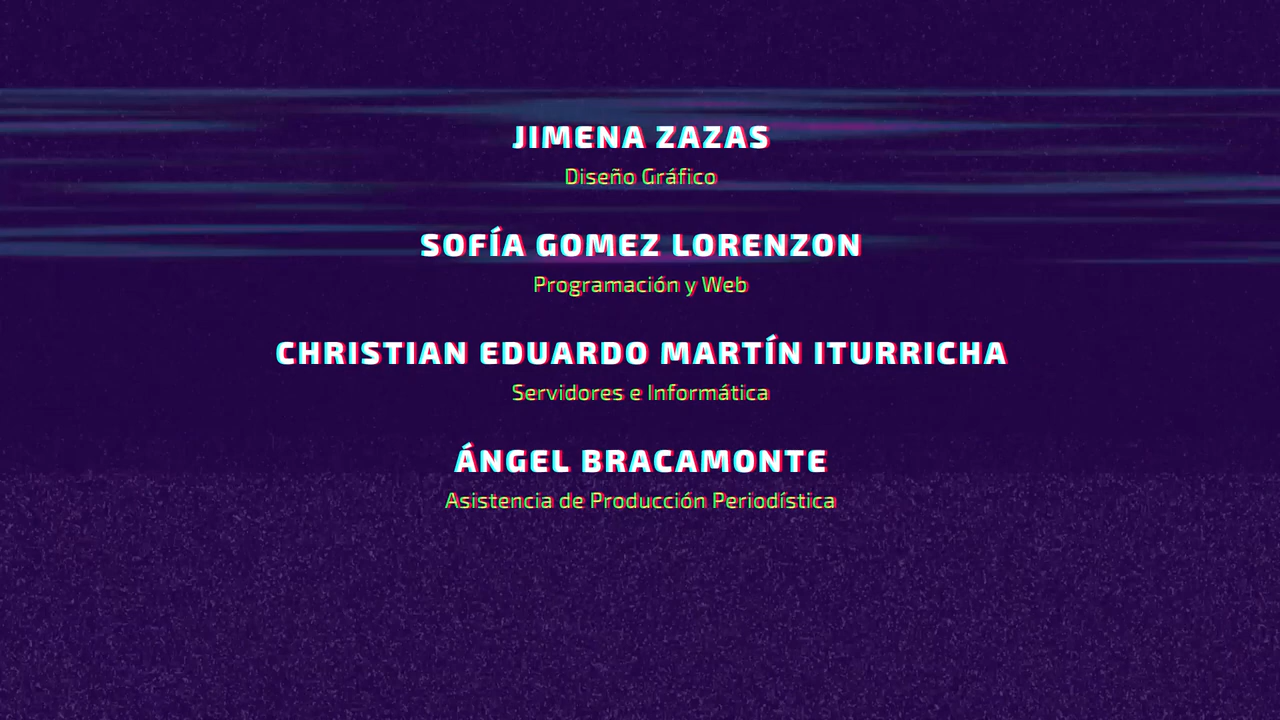 JIMENA ZAZAS
Diseño Gráfico
SOFÍA GOMEZ LORENZON
Programación y Web
CHRISTIAN EDUARDO MARTÍN ITURRICHA
Servidores e Informática
ÁNGEL BRACAMONTE
Asistencia de Producción Periodística